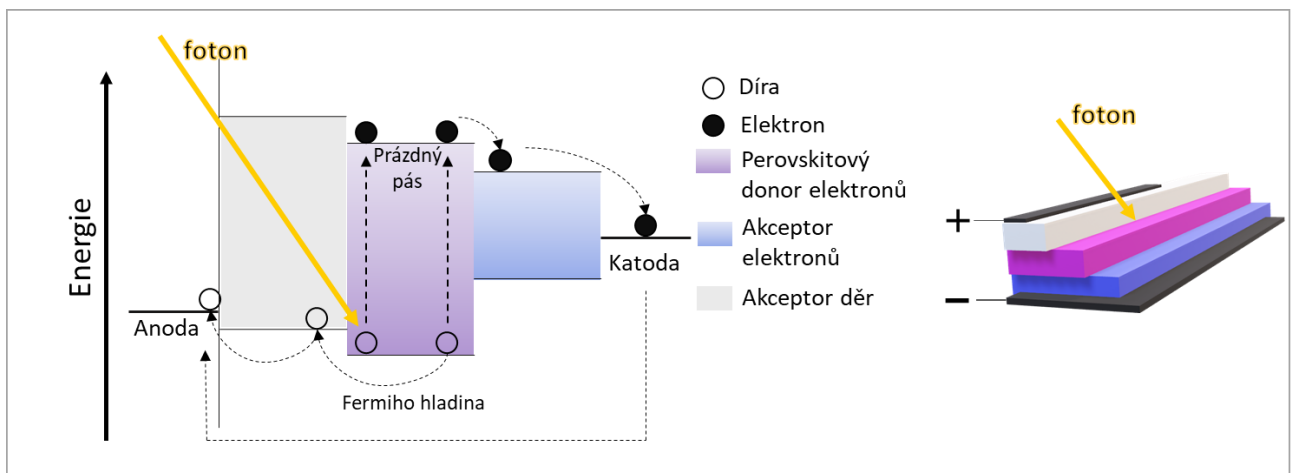 foton
Energie
Prázdný
pás
Anoda
Katoda
Fermiho hladina
Díra
Elektron
Perovskitový
donor elektronů
Akceptor
elektronů
Akceptor děr
foton
+
−